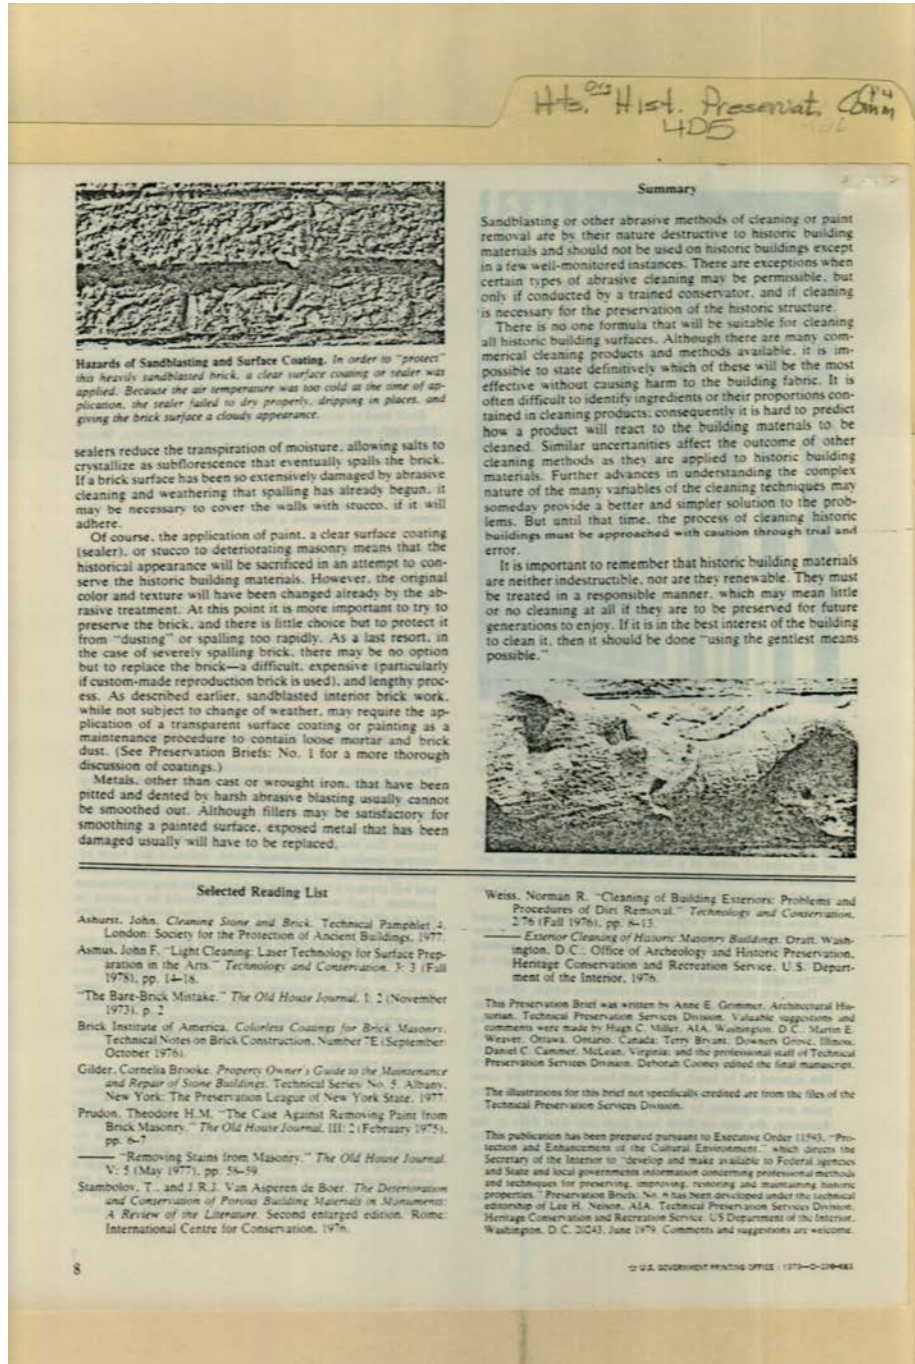 Hts. Org Hist. Preservat. Comm
4D5
Hazards of Sandblasting and Surface Coating. In order to "protect"
this heavily sandblasted brick, a clear surface coating or sealer was
applied. Because the air temperature was too cold at the time of ap-
plication, the sealer failed to dry properly, dripping in places, and
giving the brick surface a cloudy appearance.
sealers reduce the transpiration of moisture, allowing salts to
crystallize as subflorescence that eventually spalls the brick.
If a brick surface has been so extensively damaged by abrasive
cleaning and weathering that spalling has already begun, it
may be necessary to cover the walls with stucco, if it will
adhere.
Of course, the application of paint, a clear surface coating
(sealer), or stucco to deteriorating masonry means that the
historical appearance will be sacrificed in an attempt to con-
serve the historic building materials. However, the original
color and texture will have been changed already by the ab-
rasive treatment. At this point it is more important to try to
preserve the brick, and there is little choice but to protect it
from "dusting" or spalling too rapidly. As a last resort, in
the case of severely spalling brick, there may be no option
but to replace the brick—a difficult, expensive (particularly
if custom-made reproduction brick is used), and lengthy proc-
ess. As described earlier, sandblasted interior brick work,
while not subject to change of weather, may require the ap-
plication of a transparent surface coating or painting as a
maintenance procedure to contain loose mortar and brick
dust. (See Preservation Briefs: No. 1 for a more thorough
discussion of coatings.)
Metals, other than cast or wrought iron, that have been
pitted and dented by harsh abrasive blasting usually cannot
be smoothed out. Although fillers may be satisfactory for
smoothing a painted surface, exposed metal that has been
damaged usually will have to be replaced.
Summary
Sandblasting or other abrasive methods of cleaning or paint
removal are by their nature destructive to historic building
materials and should not be used on historic buildings except
in a few well-monitored instances. There are exceptions when
certain types of abrasive cleaning may be permissible, but
only if conducted by a trained conservator, and if cleaning
is necessary for the preservation of the historic structure.
There is no one formula that will be suitable for cleaning
all historic building surfaces. Although there are many com-
merical cleaning products and methods available, it is im-
possible to state definitively which of these will be the most
effective without causing harm to the building fabric. It is
often difficult to identify ingredients or their proportions con-
tained in cleaning products; consequently it is hard to predict
how a product will react to the building materials to be
cleaned. Similar uncertanities affect the outcome of other
cleaning methods as they are applied to historic building
materials. Further advances in understanding the complex
nature of the many variables of the cleaning techniques may
someday provide a better and simpler solution to the prob-
lems. But until that time, the process of cleaning historic
buildings must be approached with caution through trial and
error.
It is important to remember that historic building materials
are neither indestructible, nor are they renewable. They must
be treated in a responsible manner, which may mean little
or no cleaning at all if they are to be preserved for future
generations to enjoy. If it is in the best interest of the building
to clean it, then it should be done "using the gentlest means
possible."
Selected Reading List
Ashurst, John. Cleaning Stone and Brick. Technical Pamphlet 4.
London: Society for the Protection of Ancient Buildings, 1977.
Asmus, John F. "Light Cleaning: Laser Technology for Surface Prep-
aration in the Arts." Technology and Conservation. 3: 3 (Fall
1978), pp. 14-18.
"The Bare-Brick Mistake." The Old House Journal. I: 2 (November
1973), p. 2.
Brick Institute of America. Colorless Coatings for Brick Masonry.
Technical Notes on Brick Construction. Number 7E (September
October 1976).
Gilder, Cornelia Brooke. Property Owner's Guide to the Maintenance
and Repair of Stone Buildings. Technical Series No. 5. Albany,
New York: The Preservation League of New York State, 1977.
Prudon, Theodore H.M. "The Case Against Removing Paint from
Brick Masonry." The Old House Journal. III: 2 (February 1975),
pp. 6-7
—— "Removing Stains from Masonry." The Old House Journal.
V: 5 (May 1977), pp. 58-59.
Stambolov, T., and J.R.J. Van Asperen de Boer. The Deterioration
and Conservation of Porous Building Materials in Monuments:
A Review of the Literature. Second enlarged edition. Rome:
International Centre for Conservation, 1976.
Weiss, Norman R. "Cleaning of Building Exteriors: Problems and
Procedures of Dirt Removal." Technology and Conservation.
2/76 (Fall 1976), pp. 8-13.
—— Exterior Cleaning of Historic Masonry Buildings. Draft. Wash-
ington, D.C.: Office of Archeology and Historic Preservation,
Heritage Conservation and Recreation Service, U.S. Depart-
ment of the Interior, 1976.
This Preservation Brief was written by Anne E. Grimmer, Architectural His-
torian, Technical Preservation Services Division. Valuable suggestions and
comments were made by Hugh C. Miller, AIA, Washington, D.C.; Martin E.
Weaver, Ottawa, Ontario, Canada; Terry Bryant, Downers Grove, Illinois;
Daniel C. Cammer, McLean, Virginia; and the professional staff of Technical
Preservation Services Division. Deborah Cooney edited the final manuscript.
The illustrations for this brief not specifically credited are from the files of the
Technical Preservation Services Division.
This publication has been prepared pursuant to Executive Order 11593, "Pro-
tection and Enhancement of the Cultural Environment," which directs the
Secretary of the Interior to "develop and make available to Federal agencies
and State and local governments information concerning professional methods
and techniques for preserving, improving, restoring and maintaining historic
properties." Preservation Briefs: No. 6 has been developed under the technical
editorship of Lee H. Nelson, AIA, Technical Preservation Services Division,
Heritage Conservation and Recreation Service, US Department of the Interior,
Washington, D.C. 20243. June 1979. Comments and suggestions are welcome.
8
U.S. GOVERNMENT PRINTING OFFICE : 1979